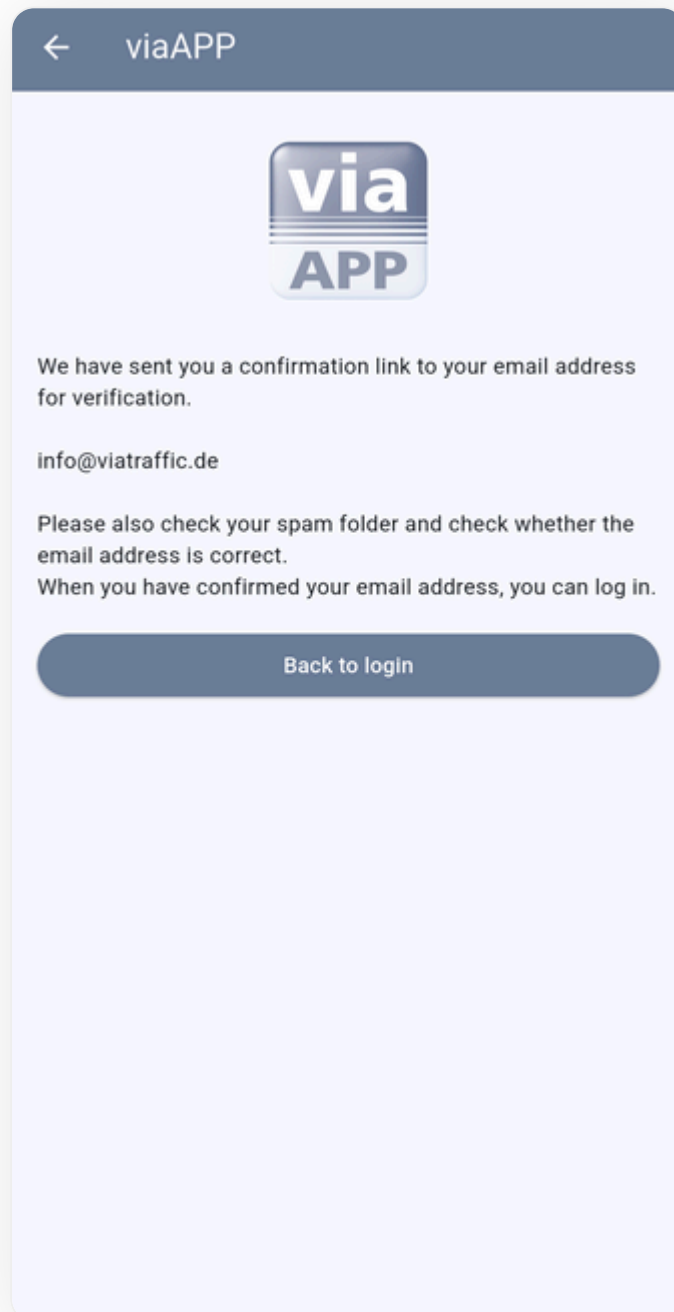 viaAPP
via
APP
We have sent you a confirmation link to your email address
for verification.
info@viatraffic.de
Please also check your spam folder and check whether the
email address is correct.
When you have confirmed your email address, you can log in.
Back to login